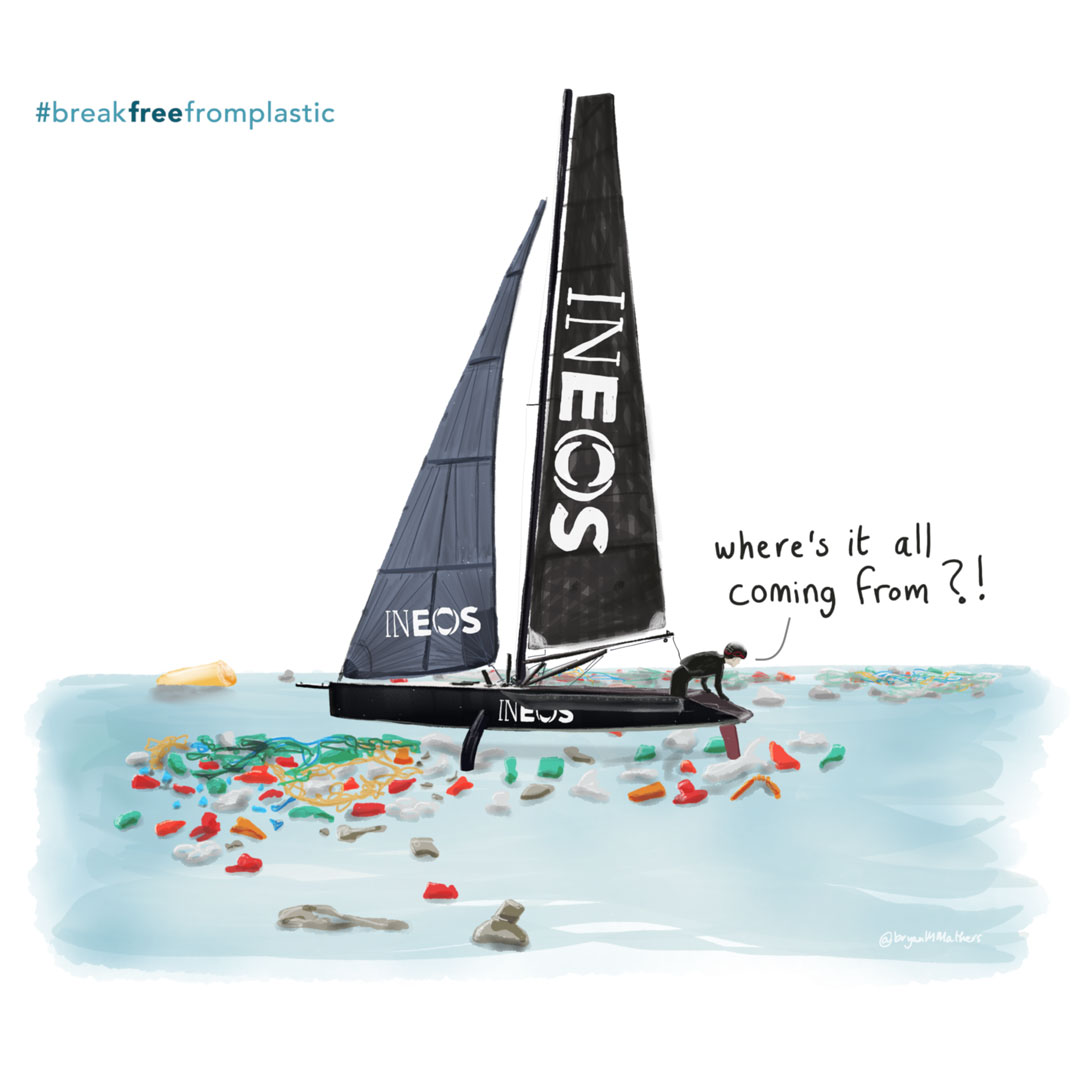 #breakfreefromplastic
INEOS
where's it all
coming from?!
INEOS
INEOS
@bryanMMathers